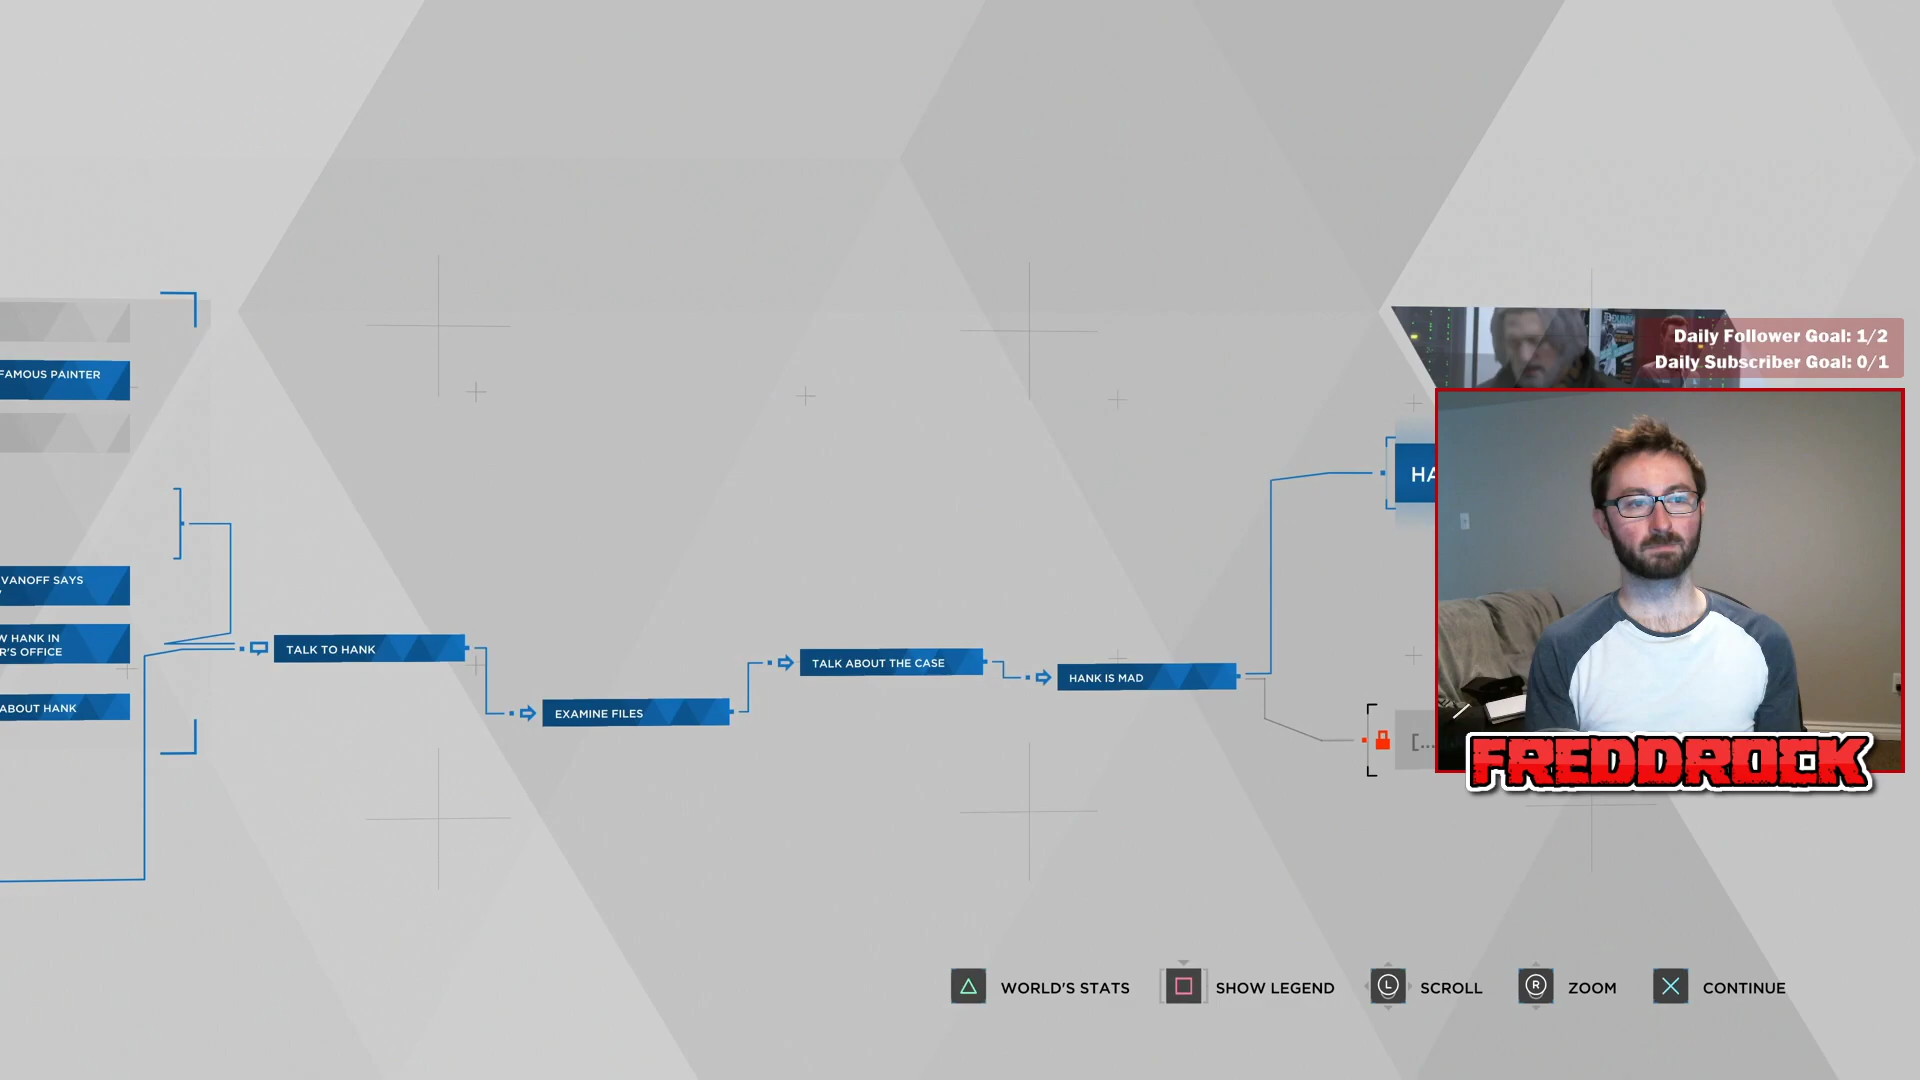 FAMOUS PAINTER
VANOFF SAYS
W HANK IN
R'S OFFICE
ABOUT HANK
TALK TO HANK
EXAMINE FILES
TALK ABOUT THE CASE
HANK IS MAD
HA
[...
Daily Follower Goal: 1/2
Daily Subscriber Goal: 0/1
FREDDROCK
WORLD'S STATS
SHOW LEGEND
L
SCROLL
R
ZOOM
CONTINUE